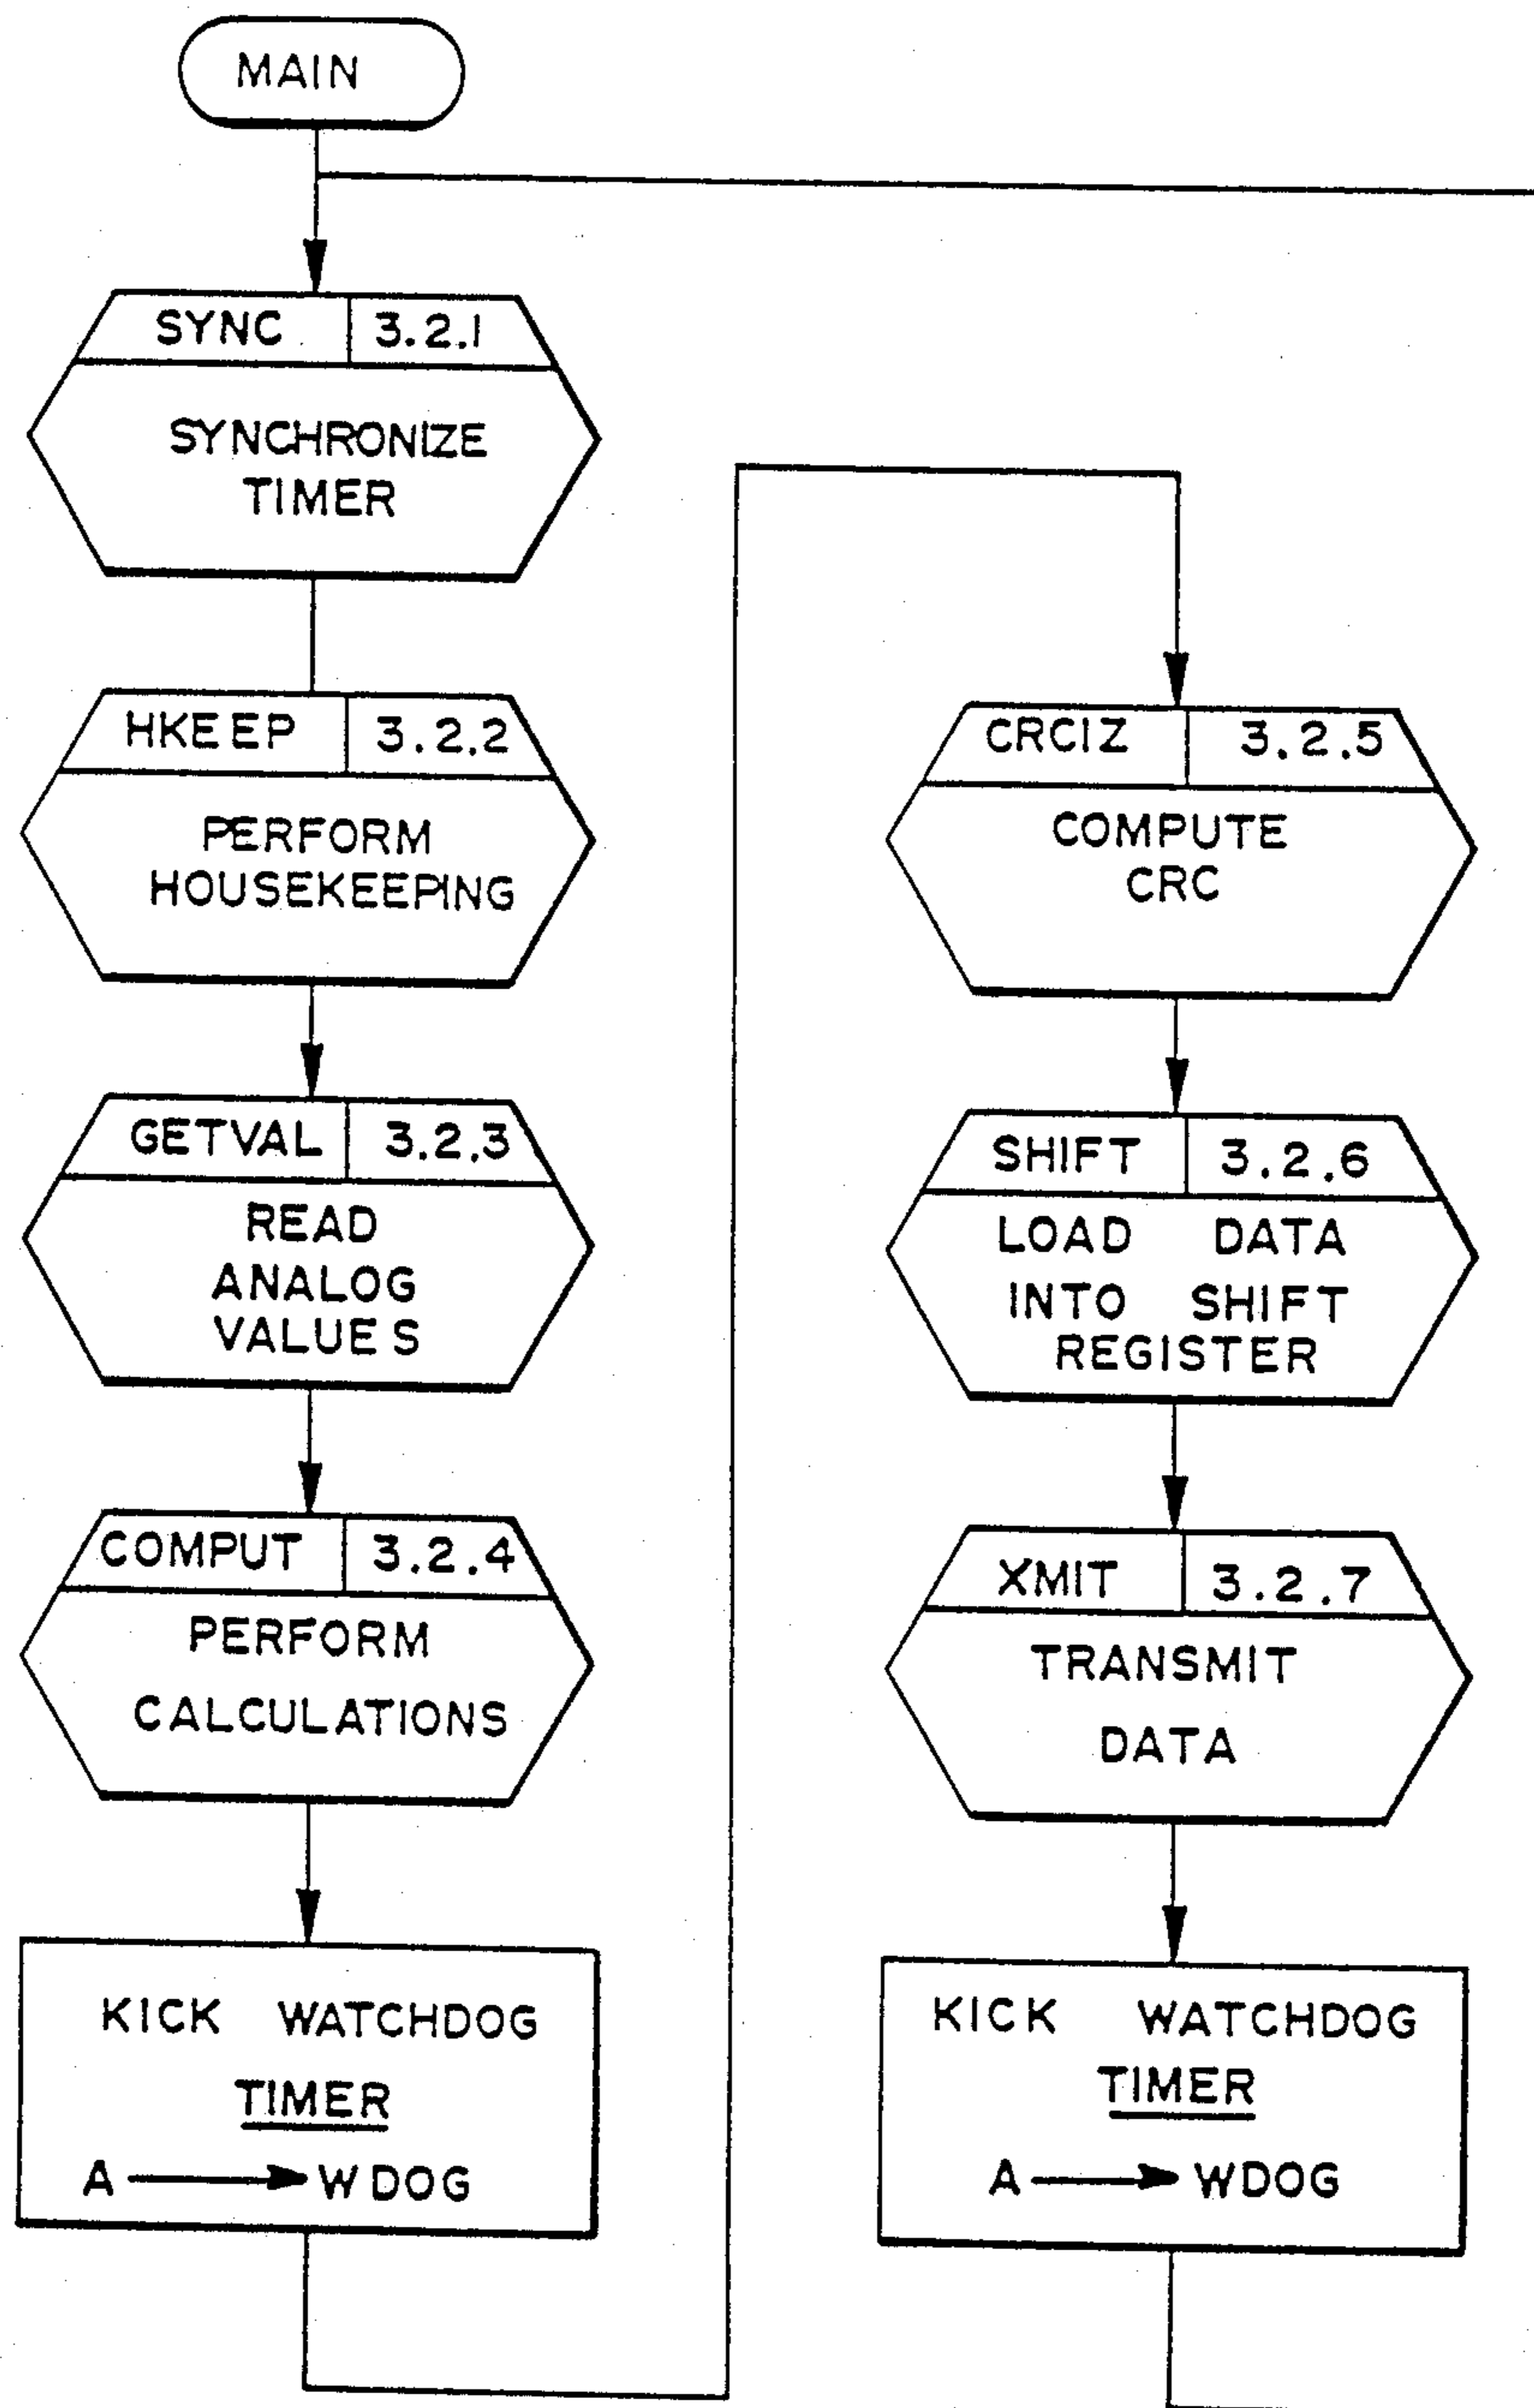 MAIN
SYNC 3.2.1
SYNCHRONIZE
TIMER
HKEEP 3.2.2
PERFORM
HOUSEKEEPING
GETVAL 3.2.3
READ
ANALOG
VALUES
COMPUT 3.2.4
PERFORM
CALCULATIONS
KICK WATCHDOG
TIMER
A → WDOG
CRCIZ 3.2.5
COMPUTE
CRC
SHIFT 3.2.6
LOAD DATA
INTO SHIFT
REGISTER
XMIT 3.2.7
TRANSMIT
DATA
KICK WATCHDOG
TIMER
A → WDOG